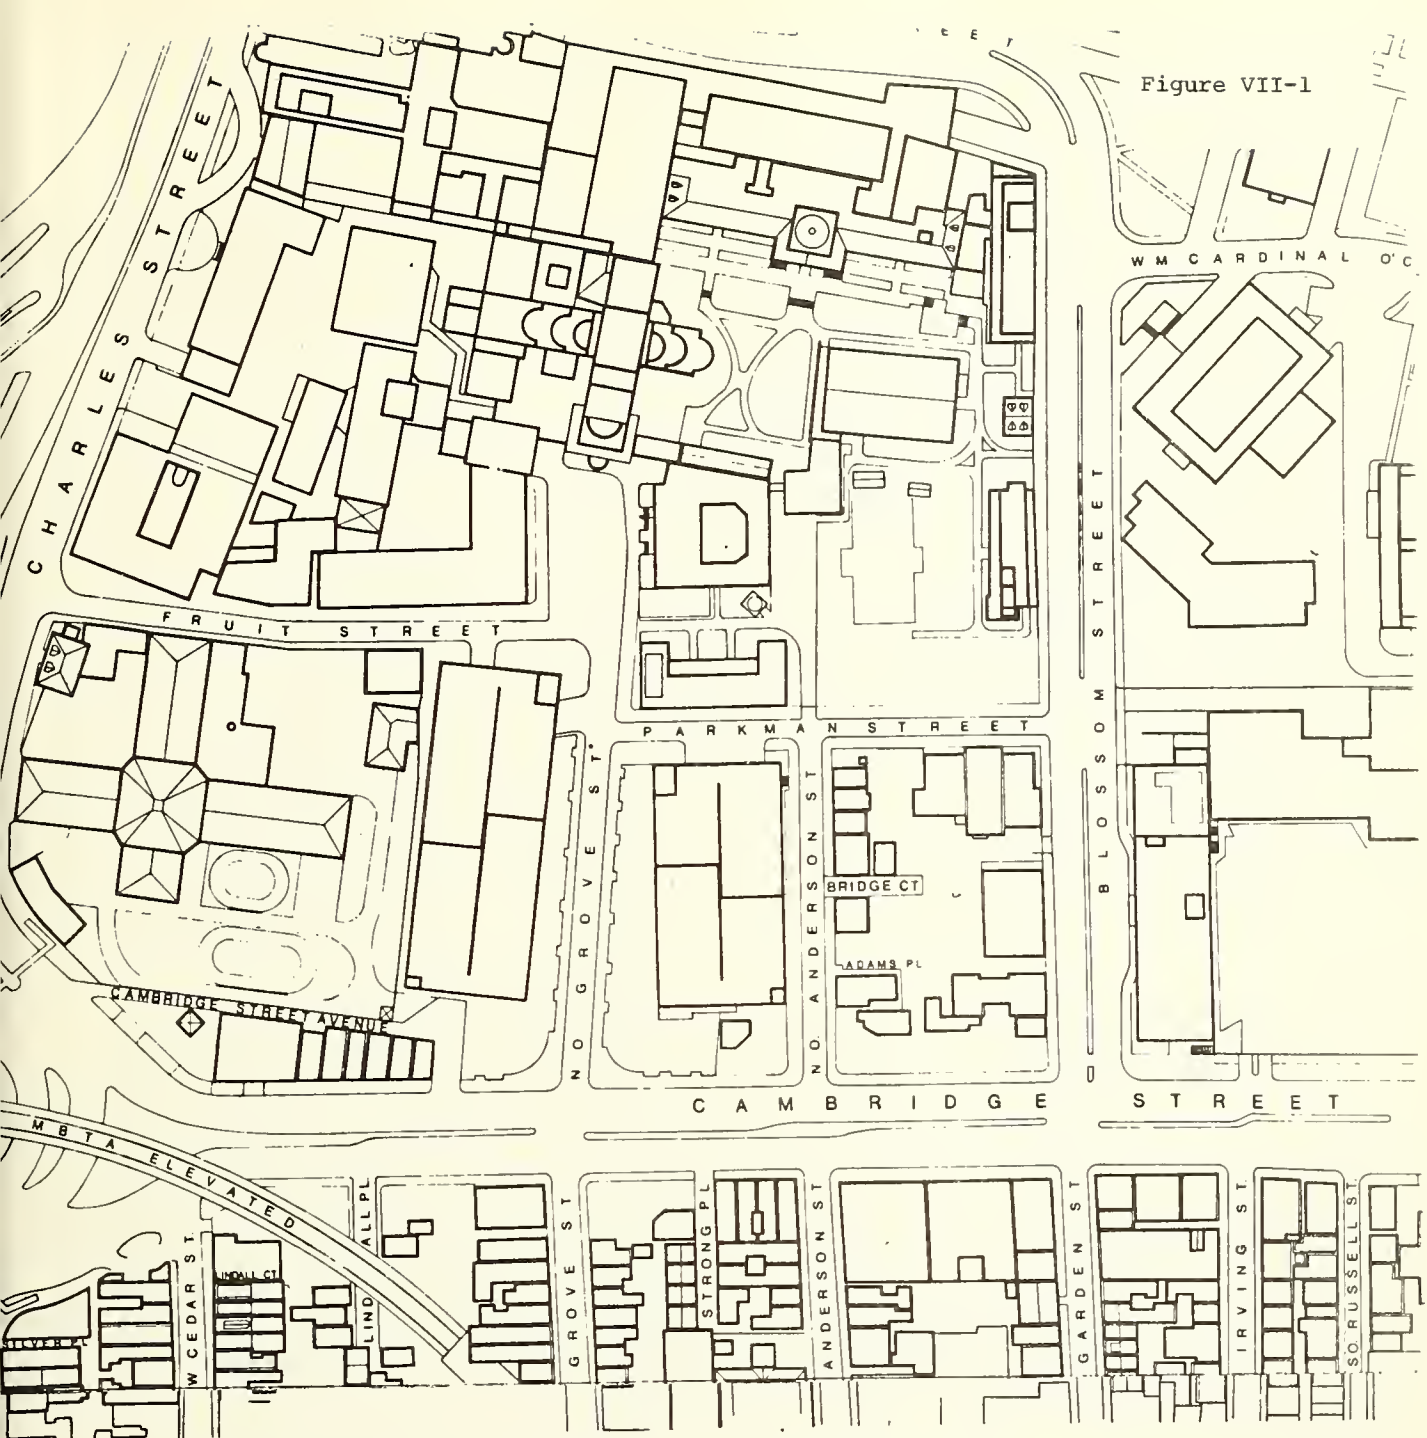 Figure VII-1
CHARLES STREET
WM CARDINAL O'C
FRUIT STREET
BLOSSOM STREET
PARKMAN STREET
NO GROVE ST.
NO. ANDERSON ST
BRIDGE CT
ADAMS PL
CAMBRIDGE STREET AVENUE
CAMBRIDGE STREET
MBTA ELEVATED
W CEDAR ST.
LINDALL CT
LINDALL PL
SILVER PL
GROVE ST
STRONG PL
ANDERSON ST
GARDEN ST
IRVING ST.
SO. RUSSELL ST.